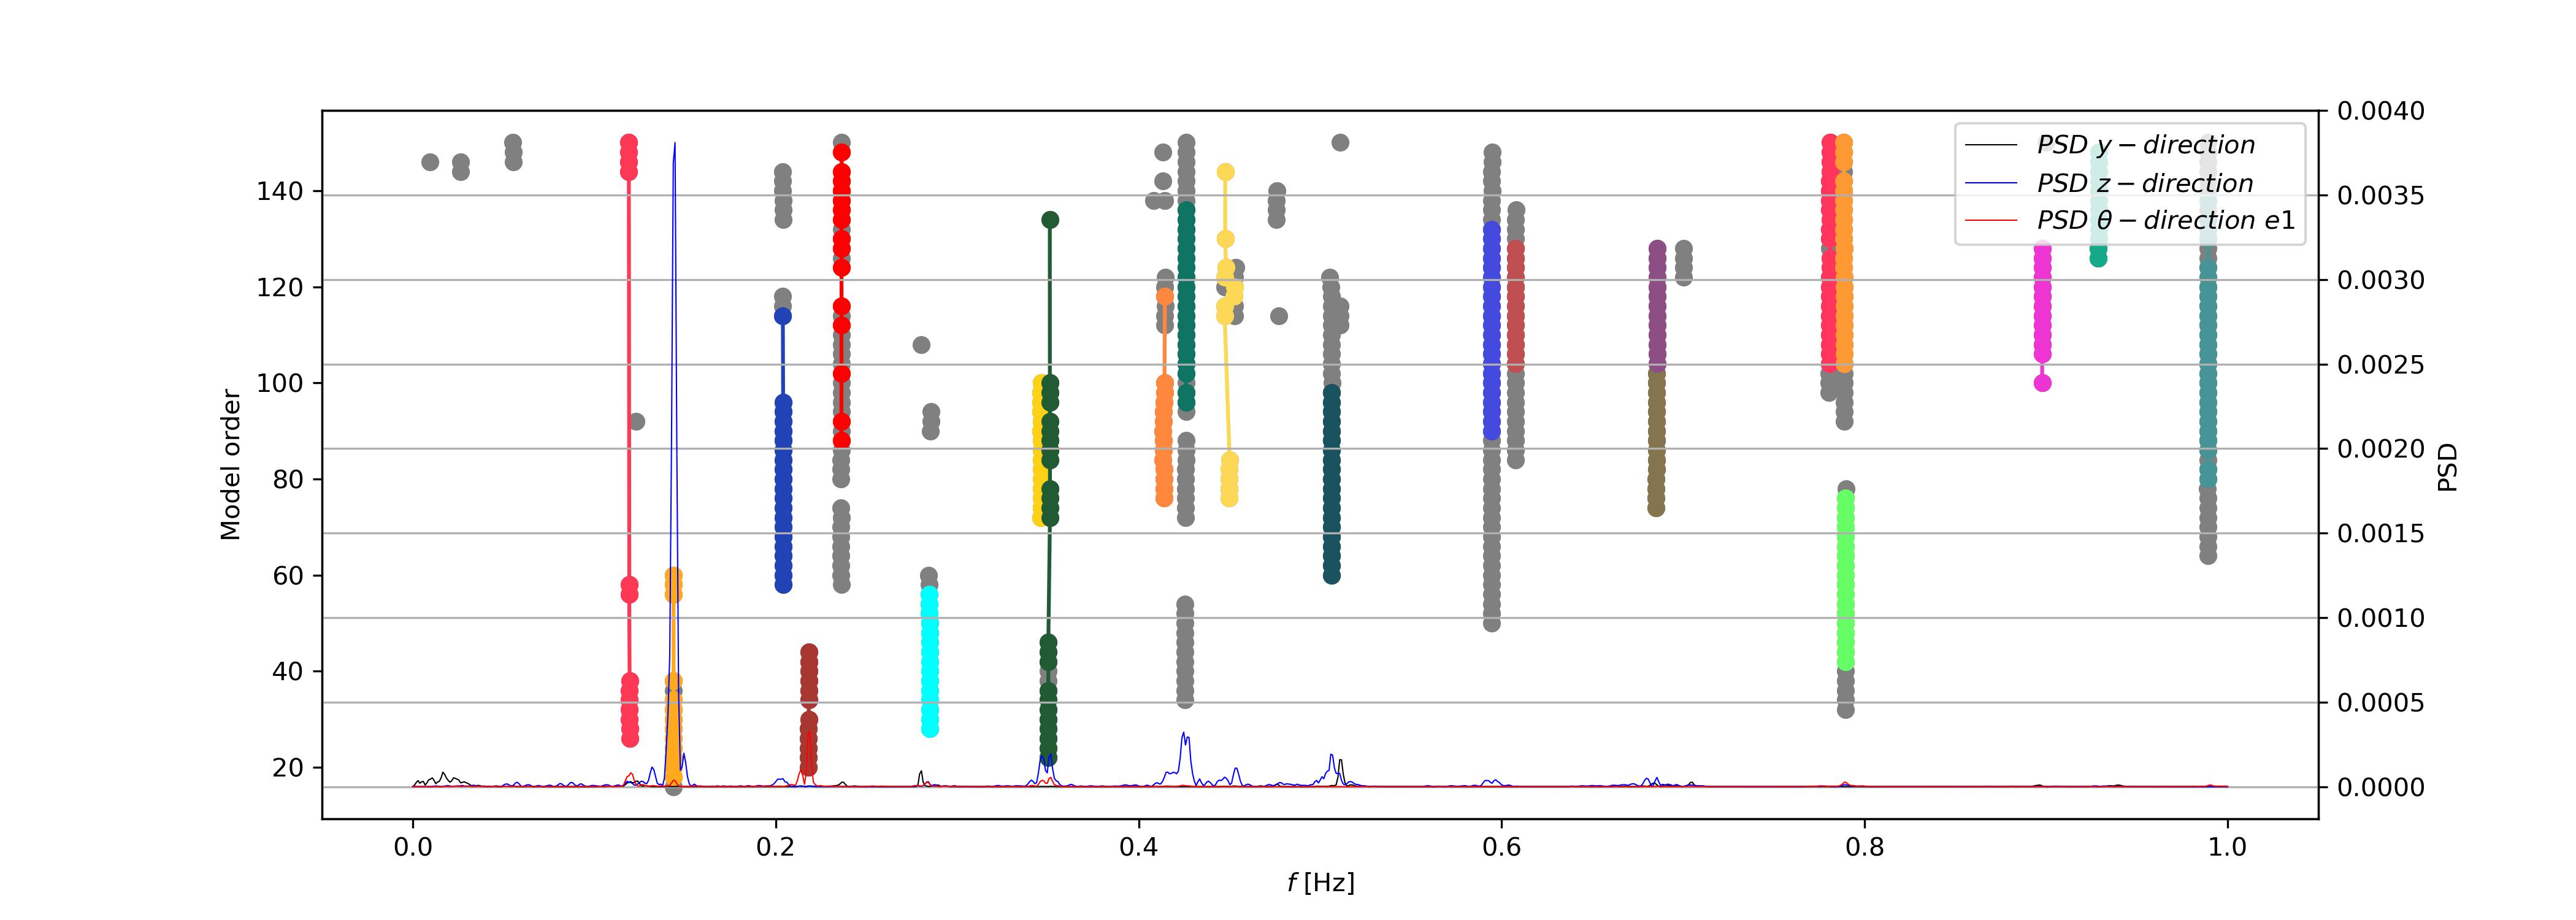 PSD y − direction
PSD z − direction
PSD θ − direction e1
Model order
140
120
100
80
60
40
20
0.0040
0.0035
0.0030
0.0025
0.0020
0.0015
0.0010
0.0005
0.0000
PSD
0.0 0.2 0.4 0.6 0.8 1.0
f [Hz]